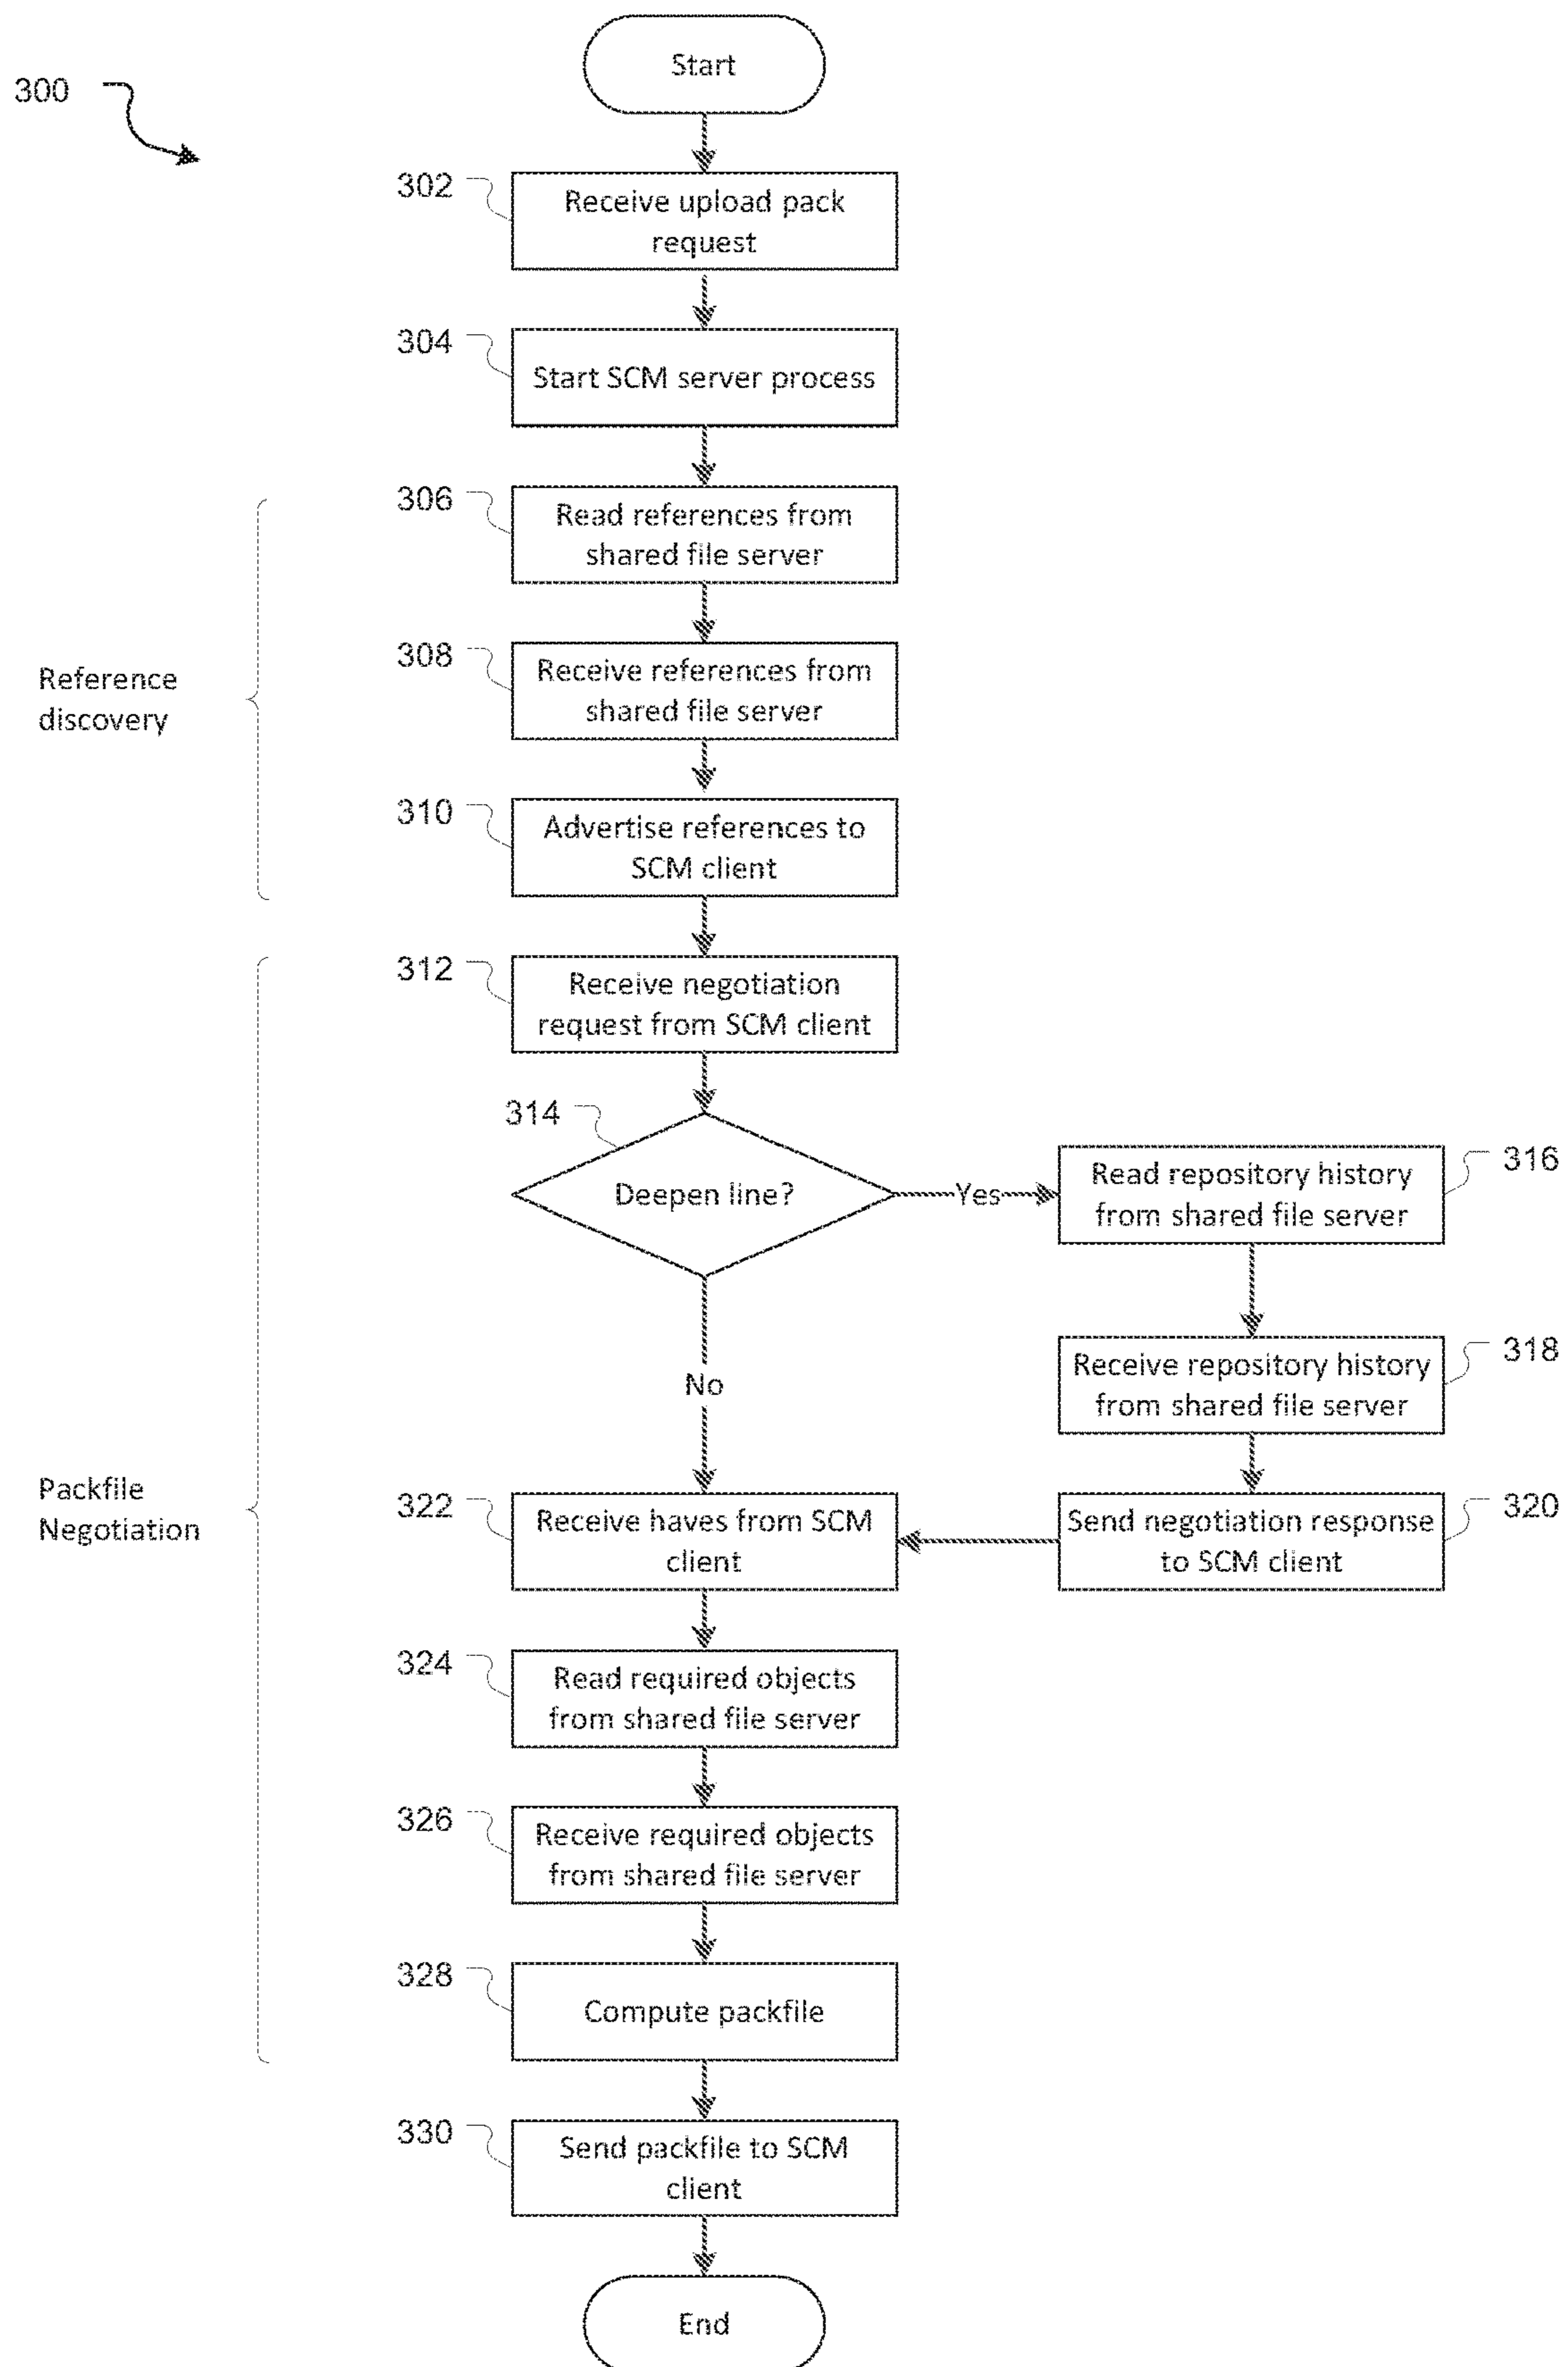 Start
300
302
Receive upload pack
request
304
Start SCM server process
306
Read references from
shared file server
Reference
discovery
308
Receive references from
shared file server
310
Advertise references to
SCM client
312
Receive negotiation
request from SCM client
314
Deepen line?
Yes
316
Read repository history
from shared file server
318
Receive repository history
from shared file server
No
Packfile
Negotiation
322
Receive haves from SCM
client
320
Send negotiation response
to SCM client
324
Read required objects
from shared file server
326
Receive required objects
from shared file server
328
Compute packfile
330
Send packfile to SCM
client
End